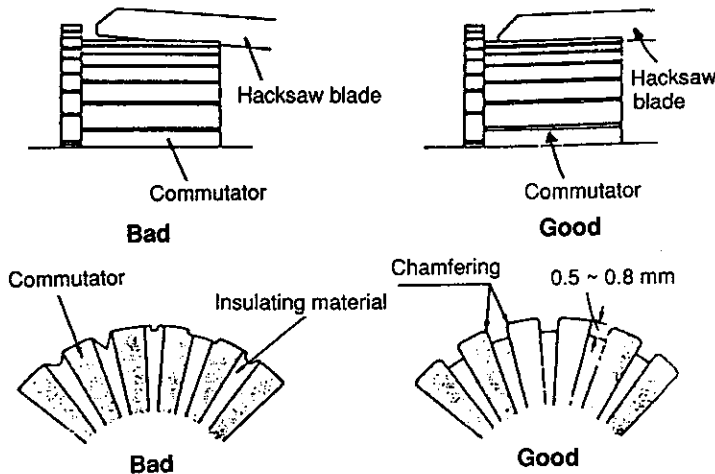 Hacksaw blade
Commutator
Bad
Hacksaw
blade
Commutator
Good
Commutator
Insulating material
Bad
Chamfering
0.5 ~ 0.8 mm
Good